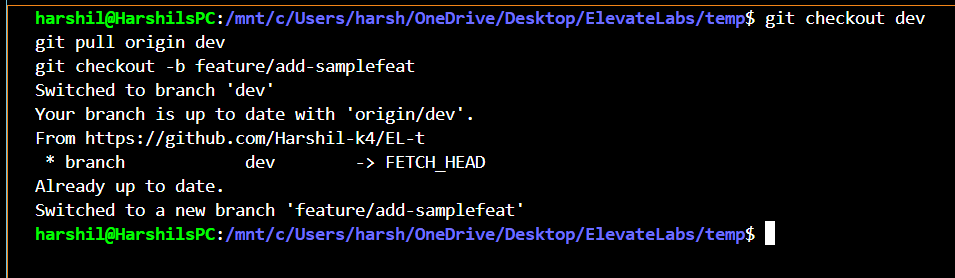 harshil@HarshilsPC:/mnt/c/Users/harsh/OneDrive/Desktop/ElevateLabs/temp$ git checkout dev
git pull origin dev
git checkout -b feature/add-samplefeat
Switched to branch 'dev'
Your branch is up to date with 'origin/dev'.
From https://github.com/Harshil-k4/EL-t
 * branch            dev        -> FETCH_HEAD
Already up to date.
Switched to a new branch 'feature/add-samplefeat'
harshil@HarshilsPC:/mnt/c/Users/harsh/OneDrive/Desktop/ElevateLabs/temp$